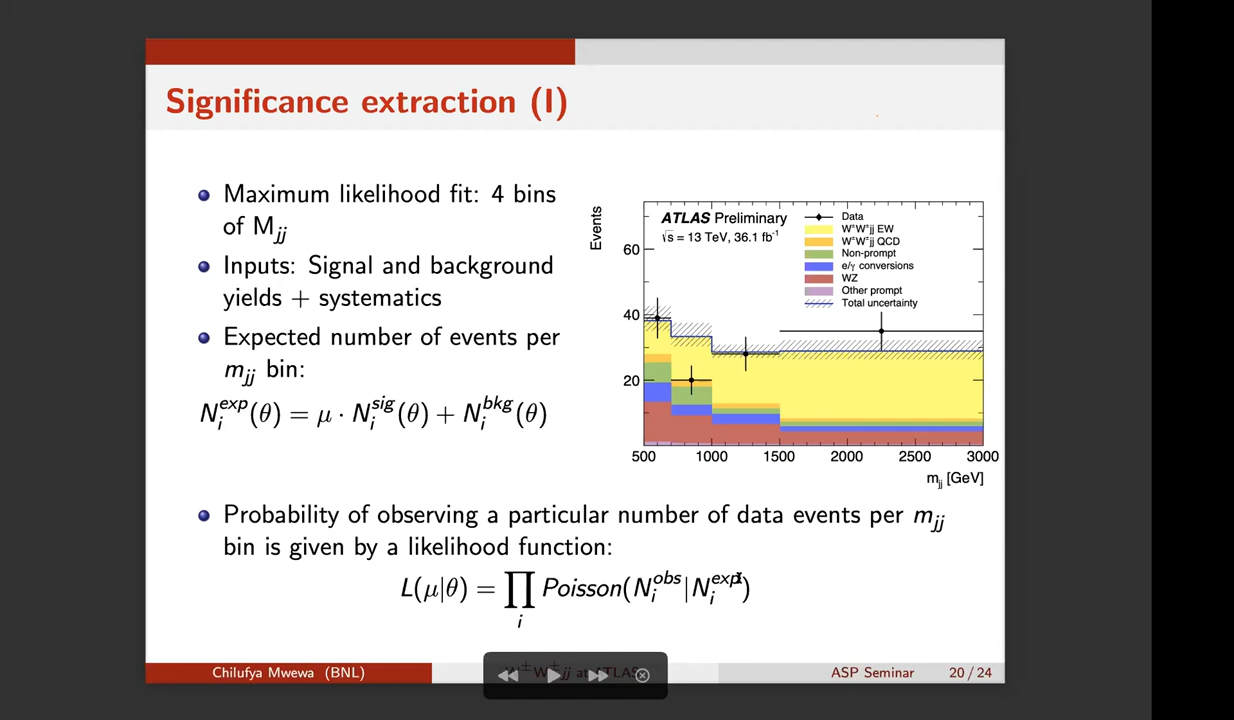 Significance extraction (I)
Maximum likelihood fit: 4 bins
of M_jj
Inputs: Signal and background
yields + systematics
Expected number of events per
m_jj bin:
N_i^exp(θ) = μ · N_i^sig(θ) + N_i^bkg(θ)
Events
ATLAS Preliminary
√s = 13 TeV, 36.1 fb⁻¹
Data
W±W±jj EW
W±W±jj QCD
Non-prompt
e/γ conversions
WZ
Other prompt
Total uncertainty
60
40
20
500 1000 1500 2000 2500 3000
m_jj [GeV]
Probability of observing a particular number of data events per m_jj
bin is given by a likelihood function:
L(μ|θ) = ∏_i Poisson(N_i^obs|N_i^exp)
Chilufya Mwewa (BNL) W±W±jj at ATLAS ASP Seminar 20 / 24